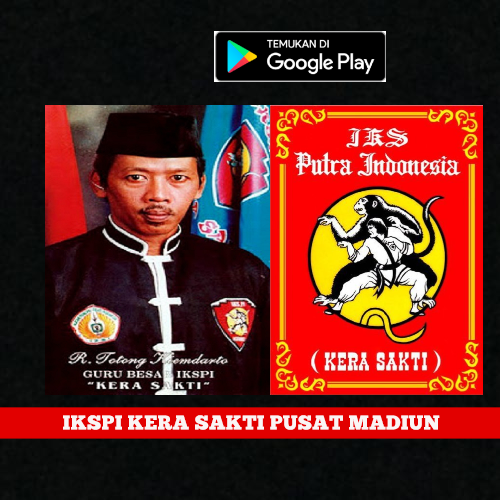 TEMUKAN DI
Google Play
IKS
Putra Indonesia
R. Totong Kiemdarto
GURU BESAR IKSPI
"KERA SAKTI"
( KERA SAKTI )
IKSPI KERA SAKTI PUSAT MADIUN